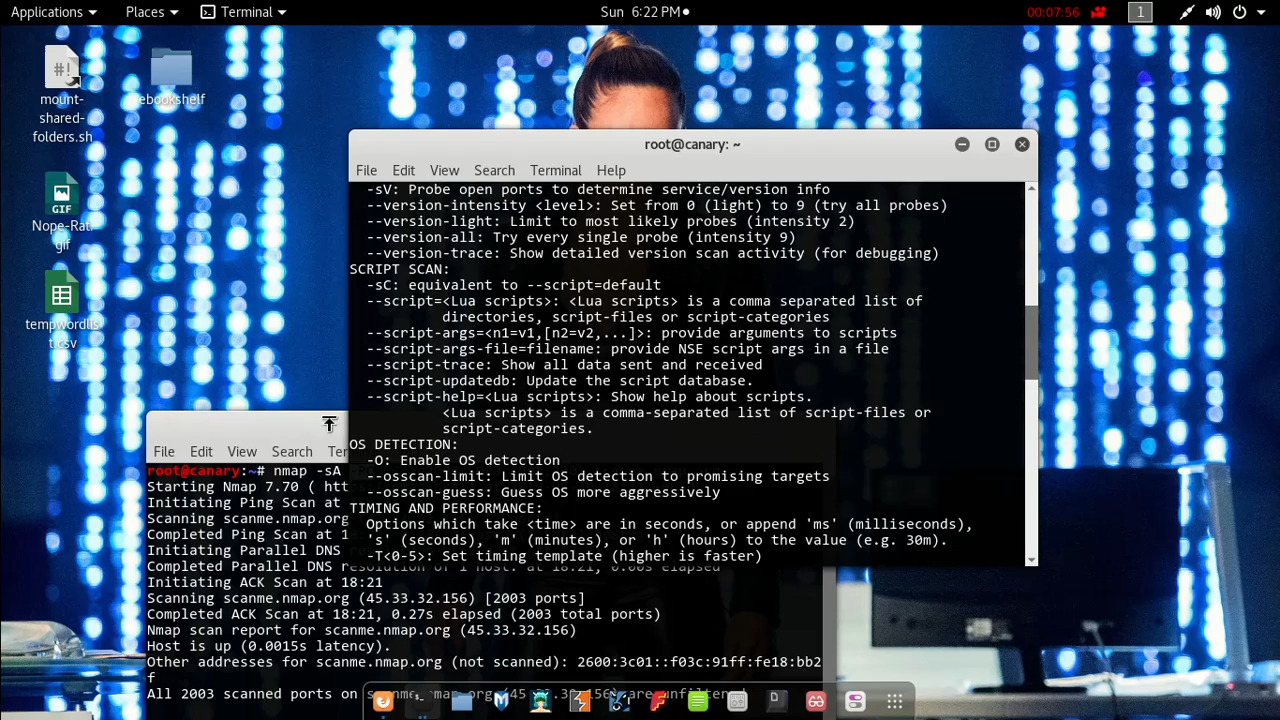 Applications
Places
Terminal
Sun 6:22 PM
00:07:56
1
#!
mount-
shared-
folders.sh
ebookshelf
GIF
Nope-Rat.
gif
tempwordlis
t.csv
root@canary: ~
File Edit View Search Terminal Help
-sV: Probe open ports to determine service/version info
--version-intensity <level>: Set from 0 (light) to 9 (try all probes)
--version-light: Limit to most likely probes (intensity 2)
--version-all: Try every single probe (intensity 9)
--version-trace: Show detailed version scan activity (for debugging)
SCRIPT SCAN:
-sC: equivalent to --script=default
--script=<Lua scripts>: <Lua scripts> is a comma separated list of
directories, script-files or script-categories
--script-args=<n1=v1,[n2=v2,...]>: provide arguments to scripts
--script-args-file=filename: provide NSE script args in a file
--script-trace: Show all data sent and received
--script-updatedb: Update the script database.
--script-help=<Lua scripts>: Show help about scripts.
<Lua scripts> is a comma-separated list of script-files or
script-categories.
OS DETECTION:
-O: Enable OS detection
--osscan-limit: Limit OS detection to promising targets
--osscan-guess: Guess OS more aggressively
TIMING AND PERFORMANCE:
Options which take <time> are in seconds, or append 'ms' (milliseconds),
's' (seconds), 'm' (minutes), or 'h' (hours) to the value (e.g. 30m).
-T<0-5>: Set timing template (higher is faster)
File Edit View Search Ter
root@canary:~# nmap -sA
Starting Nmap 7.70 ( htt
Initiating Ping Scan at
Scanning scanme.nmap.org
Completed Ping Scan at 1
Initiating Parallel DNS
Completed Parallel DNS resolution of 1 host. at 18:21, 0.00s elapsed
Initiating ACK Scan at 18:21
Scanning scanme.nmap.org (45.33.32.156) [2003 ports]
Completed ACK Scan at 18:21, 0.27s elapsed (2003 total ports)
Nmap scan report for scanme.nmap.org (45.33.32.156)
Host is up (0.0015s latency).
Other addresses for scanme.nmap.org (not scanned): 2600:3c01::f03c:91ff:fe18:bb2
f
All 2003 scanned ports on scanme.nmap.org (45.33.32.156) are unfiltered